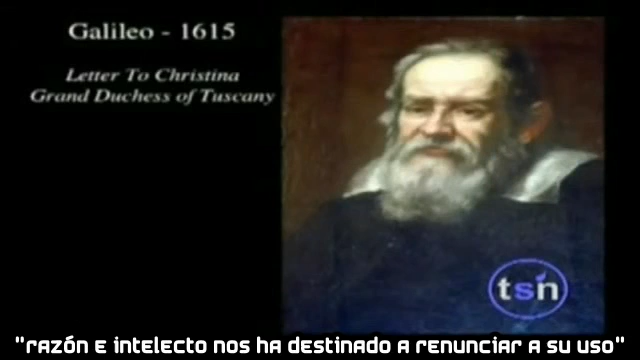 Galileo - 1615
Letter To Christina
Grand Duchess of Tuscany
tsn
"RAZÓN E INTELECTO NOS HA DESTINADO A RENUNCIAR A SU USO"